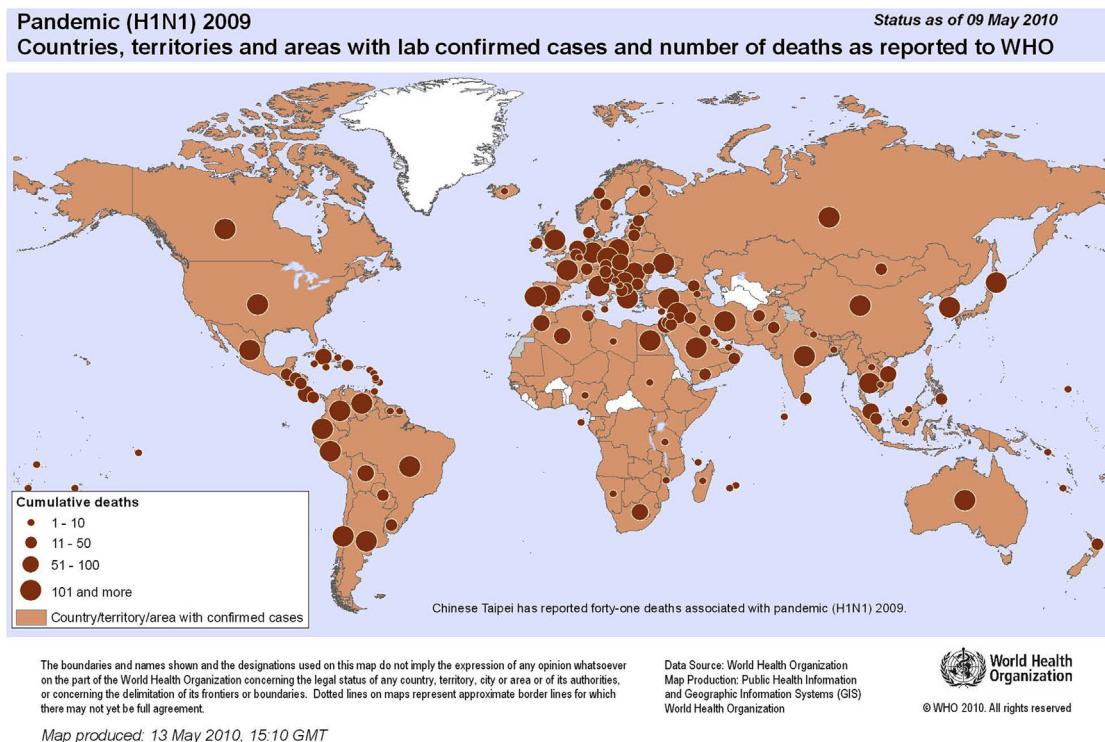 Pandemic (H1N1) 2009
Status as of 09 May 2010
Countries, territories and areas with lab confirmed cases and number of deaths as reported to WHO
Cumulative deaths
1 - 10
11 - 50
51 - 100
101 and more
Country/territory/area with confirmed cases
Chinese Taipei has reported forty-one deaths associated with pandemic (H1N1) 2009.
The boundaries and names shown and the designations used on this map do not imply the expression of any opinion whatsoever
on the part of the World Health Organization concerning the legal status of any country, territory, city or area or of its authorities,
or concerning the delimitation of its frontiers or boundaries. Dotted lines on maps represent approximate border lines for which
there may not yet be full agreement.
Data Source: World Health Organization
Map Production: Public Health Information
and Geographic Information Systems (GIS)
World Health Organization
World Health
Organization
© WHO 2010. All rights reserved
Map produced: 13 May 2010, 15:10 GMT